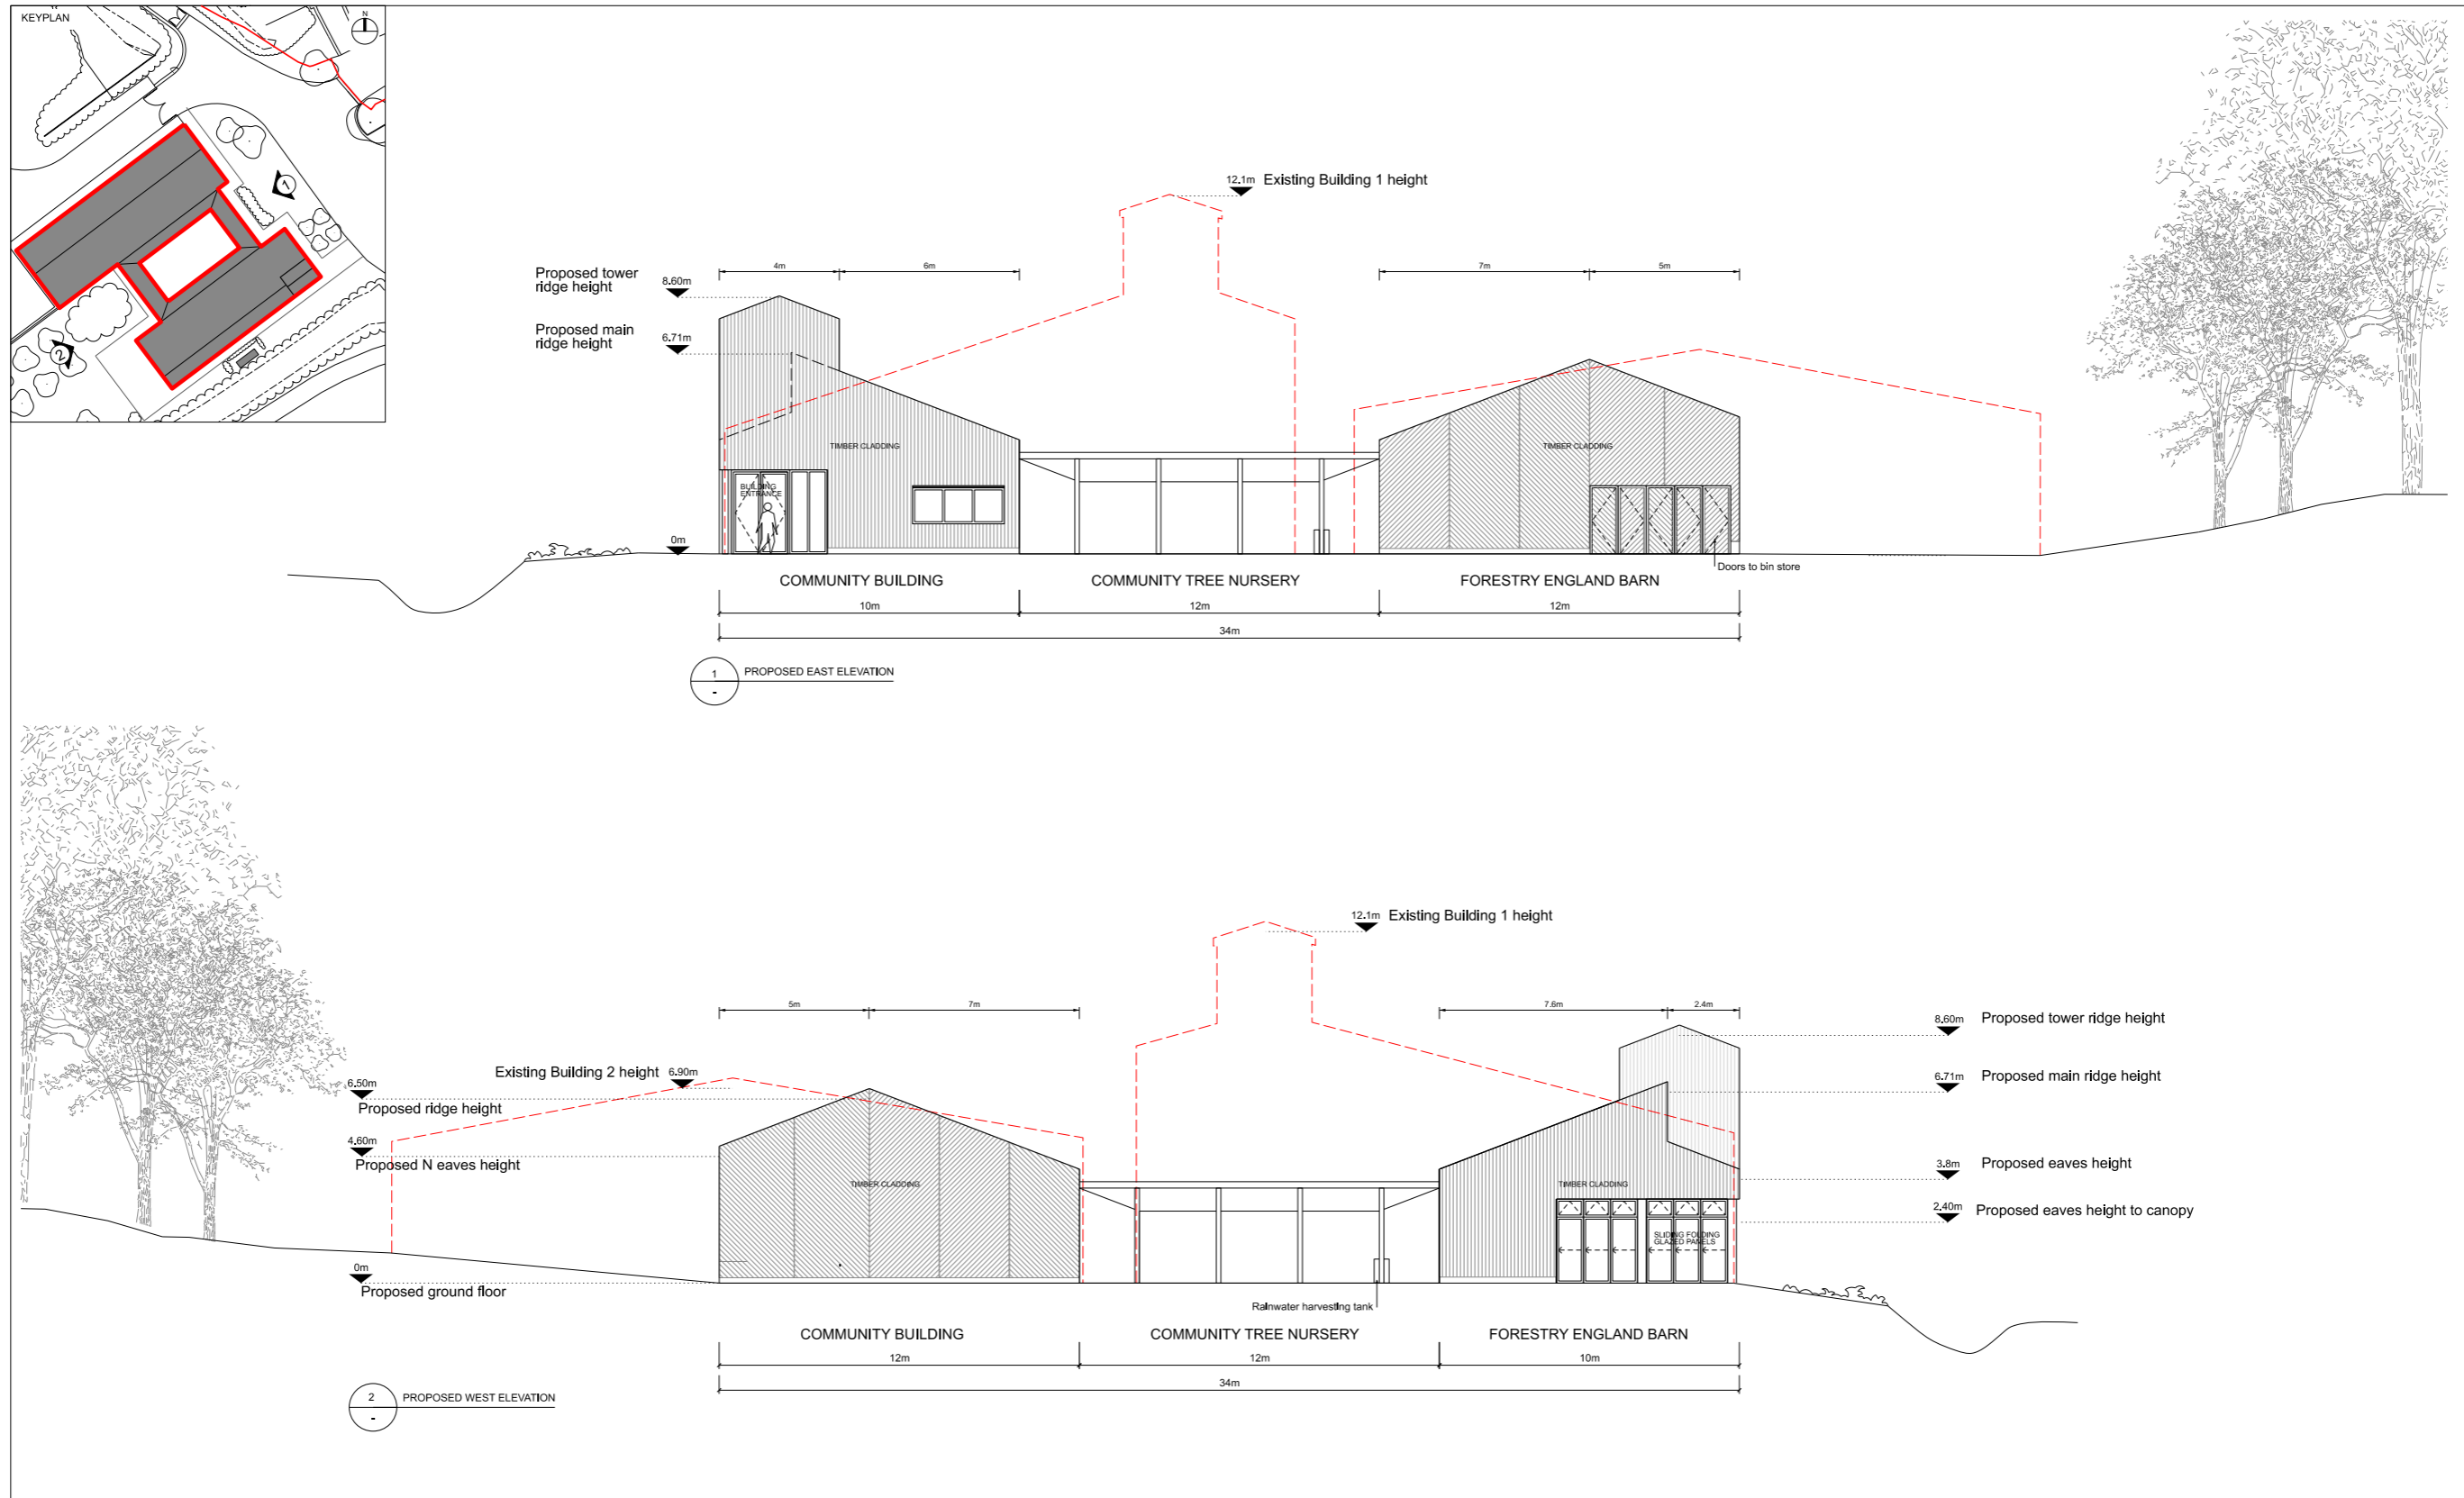 KEYPLAN
N
1
2
12.1m Existing Building 1 height
4m
6m
7m
5m
Proposed tower
ridge height
8.60m
Proposed main
ridge height
6.71m
TIMBER CLADDING
TIMBER CLADDING
BUILDING
ENTRANCE
0m
Doors to bin store
COMMUNITY BUILDING
COMMUNITY TREE NURSERY
FORESTRY ENGLAND BARN
10m
12m
12m
34m
1
-
PROPOSED EAST ELEVATION
12.1m Existing Building 1 height
5m
7m
7.6m
2.4m
8.60m Proposed tower ridge height
Existing Building 2 height 6.90m
6.71m Proposed main ridge height
6.50m
Proposed ridge height
4.60m
Proposed N eaves height
3.8m Proposed eaves height
TIMBER CLADDING
TIMBER CLADDING
2.40m Proposed eaves height to canopy
SLIDING FOLDING
GLAZED PANELS
0m
Proposed ground floor
Rainwater harvesting tank
COMMUNITY BUILDING
COMMUNITY TREE NURSERY
FORESTRY ENGLAND BARN
12m
12m
10m
34m
2
-
PROPOSED WEST ELEVATION